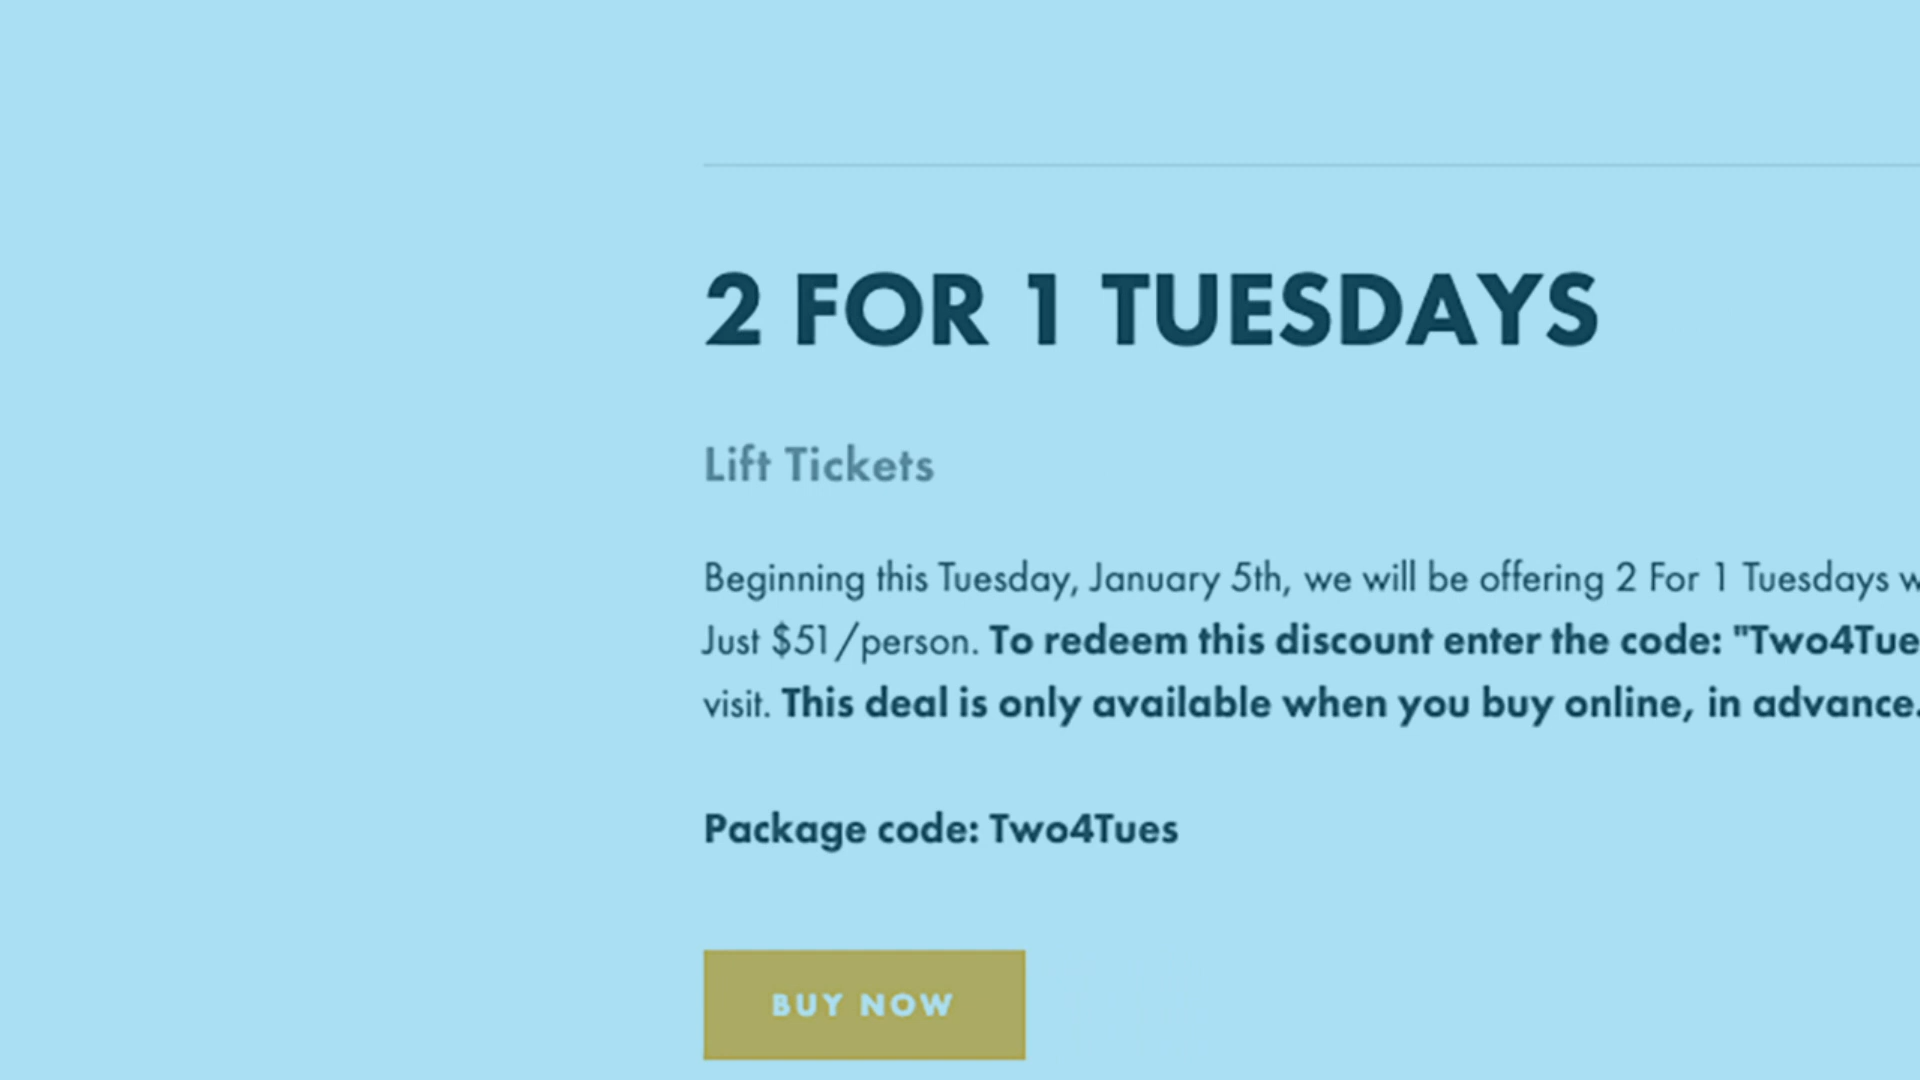 2 FOR 1 TUESDAYS
Lift Tickets
Beginning this Tuesday, January 5th, we will be offering 2 For 1 Tuesdays
Just $51/person. To redeem this discount enter the code: "Two4Tue
visit. This deal is only available when you buy online, in advance.
Package code: Two4Tues
BUY NOW